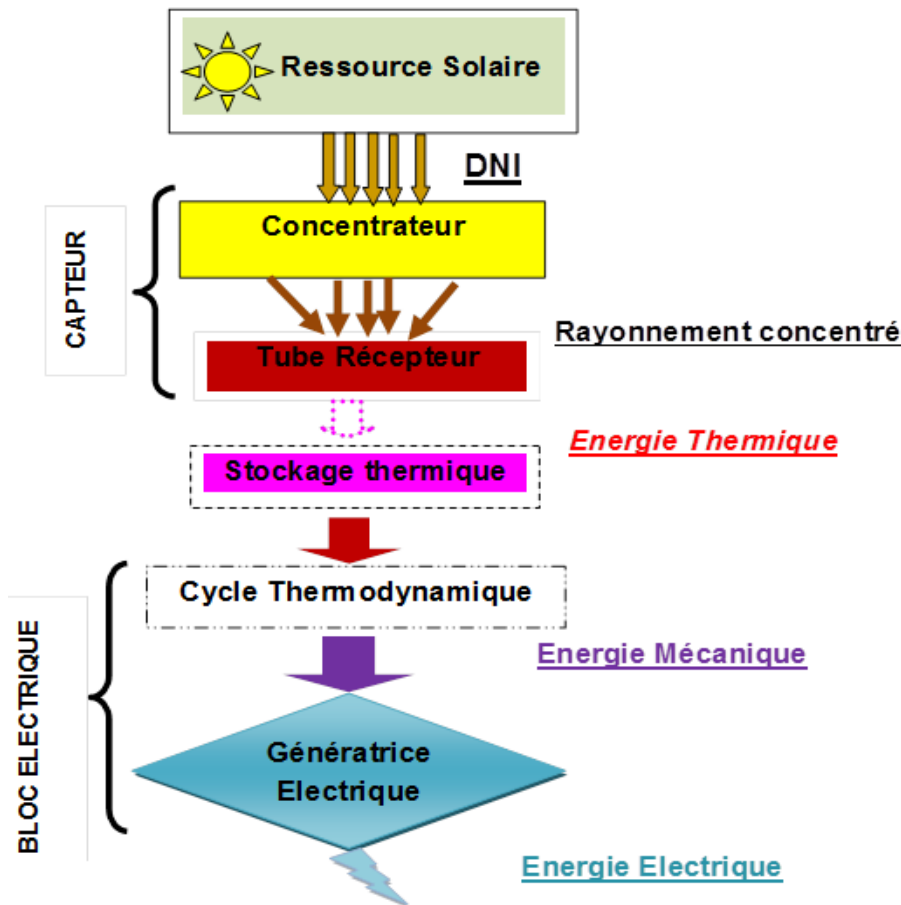 Ressource Solaire
DNI
CAPTEUR
Concentrateur
Rayonnement concentré
Tube Récepteur
Energie Thermique
Stockage thermique
BLOC ELECTRIQUE
Cycle Thermodynamique
Energie Mécanique
Génératrice
Electrique
Energie Electrique